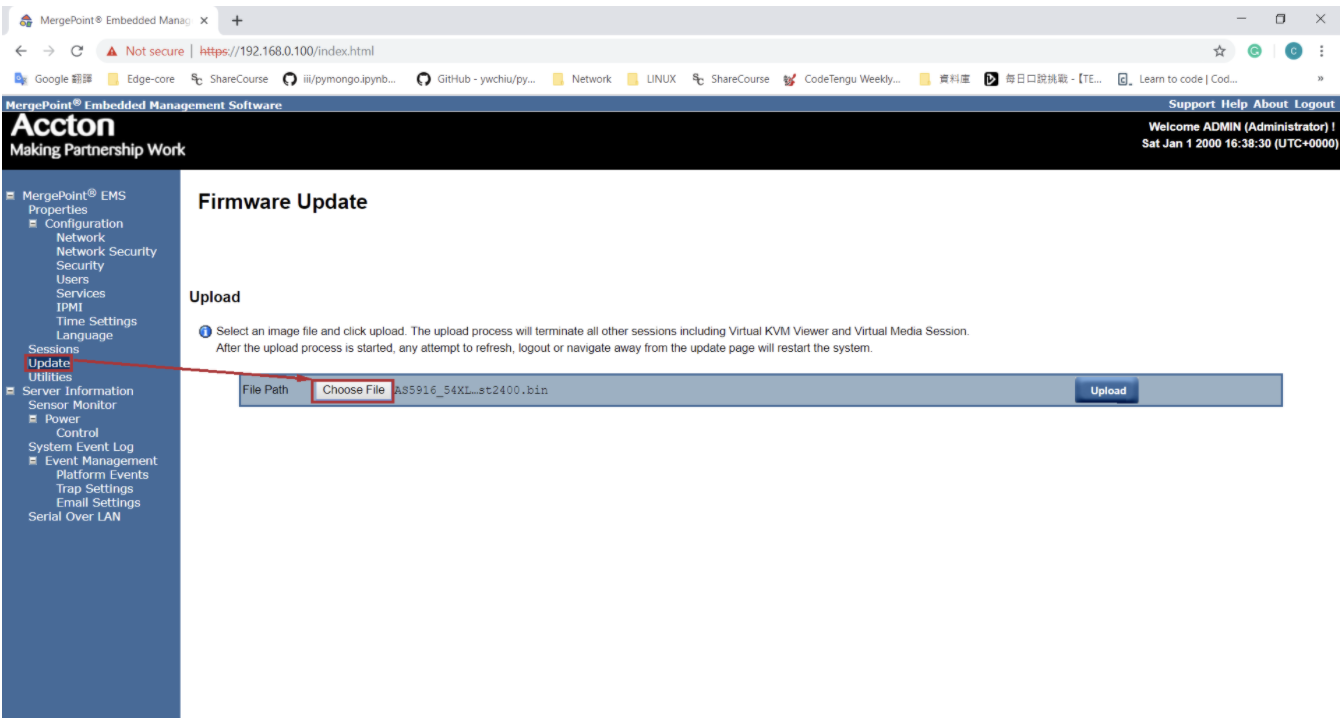 MergePoint® Embedded Mana
Not secure | https://192.168.0.100/index.html
Google 翻譯 Edge-core ShareCourse iii/pymongo.ipynb... GitHub - ywchiu/py... Network LINUX ShareCourse CodeTengu Weekly... 資料庫 每日口說挑戰 -【TE... Learn to code | Cod...
MergePoint® Embedded Management Software Support Help About Logout
Accton
Making Partnership Work
Welcome ADMIN (Administrator) !
Sat Jan 1 2000 16:38:30 (UTC+0000)
MergePoint® EMS
Properties
Configuration
Network
Network Security
Security
Users
Services
IPMI
Time Settings
Language
Sessions
Update
Utilities
Server Information
Sensor Monitor
Power
Control
System Event Log
Event Management
Platform Events
Trap Settings
Email Settings
Serial Over LAN
Firmware Update
Upload
Select an image file and click upload. The upload process will terminate all other sessions including Virtual KVM Viewer and Virtual Media Session.
After the upload process is started, any attempt to refresh, logout or navigate away from the update page will restart the system.
File Path Choose File AS5916_54XL…st2400.bin Upload